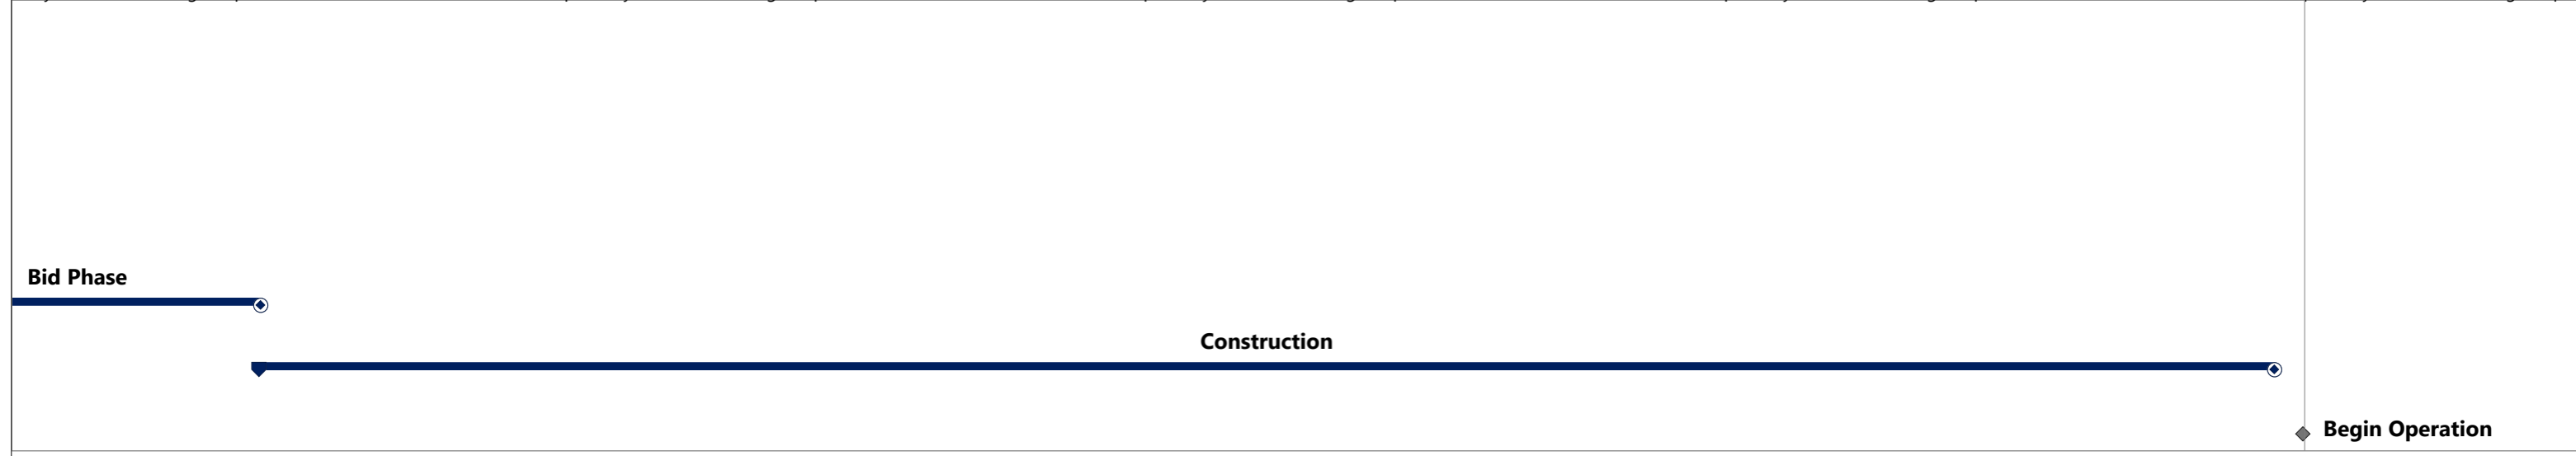 Bid Phase
Construction
Begin Operation